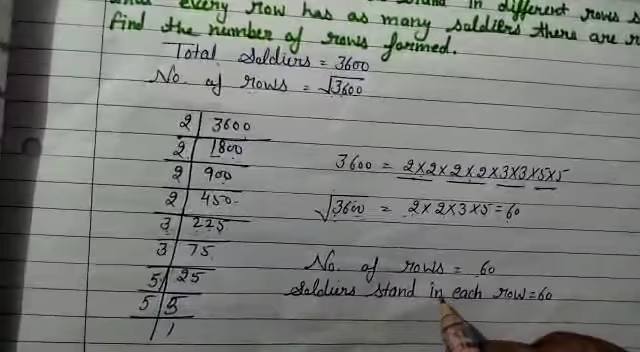 every row has as many soldiers there are
in different rows
find the number of rows formed.
Total Soldiers = 3600
No. of rows = √3600
2 | 3600
2 | 1800
2 | 900
2 | 450
3 | 225
3 | 75
5 | 25
5 | 5
| 1
3600 = 2×2×2×2×3×3×5×5
√3600 = 2×2×3×5=60
No. of rows = 60
Soldiers stand in each row=60